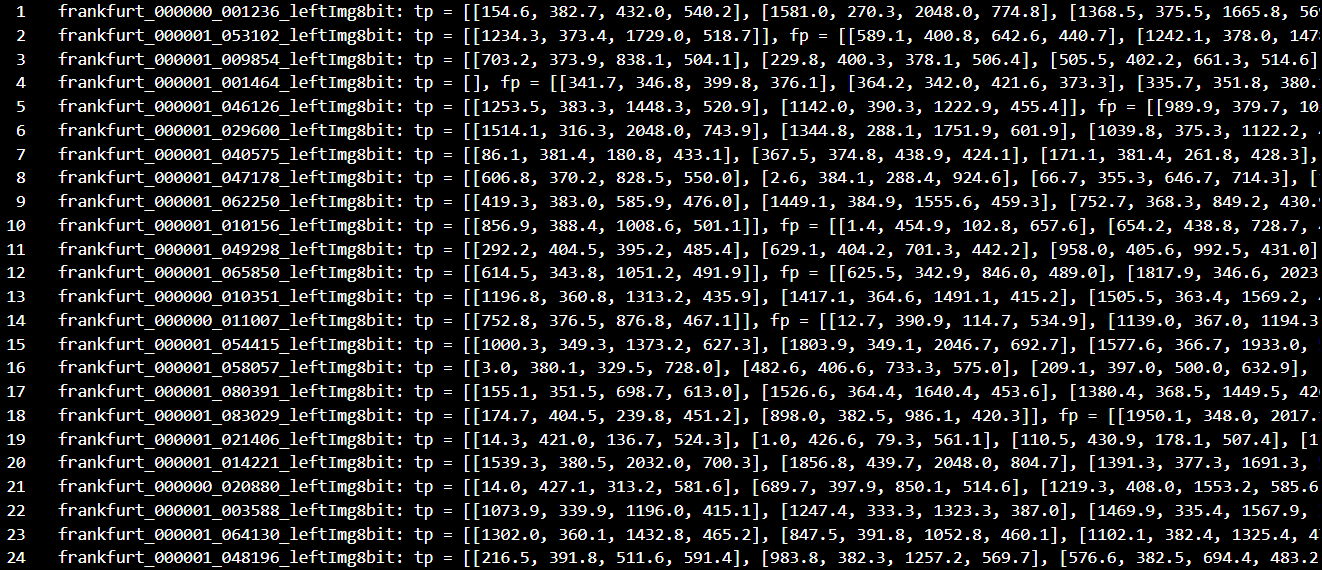 1 frankfurt_000000_001236_leftImg8bit: tp = [[154.6, 382.7, 432.0, 540.2], [1581.0, 270.3, 2048.0, 774.8], [1368.5, 375.5, 1665.8, 56
2 frankfurt_000001_053102_leftImg8bit: tp = [[1234.3, 373.4, 1729.0, 518.7]], fp = [[589.1, 400.8, 642.6, 440.7], [1242.1, 378.0, 147
3 frankfurt_000001_009854_leftImg8bit: tp = [[703.2, 373.9, 838.1, 504.1], [229.8, 400.3, 378.1, 506.4], [505.5, 402.2, 661.3, 514.6]
4 frankfurt_000001_001464_leftImg8bit: tp = [], fp = [[341.7, 346.8, 399.8, 376.1], [364.2, 342.0, 421.6, 373.3], [335.7, 351.8, 380.
5 frankfurt_000001_046126_leftImg8bit: tp = [[1253.5, 383.3, 1448.3, 520.9], [1142.0, 390.3, 1222.9, 455.4]], fp = [[989.9, 379.7, 10
6 frankfurt_000001_029600_leftImg8bit: tp = [[1514.1, 316.3, 2048.0, 743.9], [1344.8, 288.1, 1751.9, 601.9], [1039.8, 375.3, 1122.2,
7 frankfurt_000001_040575_leftImg8bit: tp = [[86.1, 381.4, 180.8, 433.1], [367.5, 374.8, 438.9, 424.1], [171.1, 381.4, 261.8, 428.3],
8 frankfurt_000001_047178_leftImg8bit: tp = [[606.8, 370.2, 828.5, 550.0], [2.6, 384.1, 288.4, 924.6], [66.7, 355.3, 646.7, 714.3], [
9 frankfurt_000001_062250_leftImg8bit: tp = [[419.3, 383.0, 585.9, 476.0], [1449.1, 384.9, 1555.6, 459.3], [752.7, 368.3, 849.2, 430.
10 frankfurt_000001_010156_leftImg8bit: tp = [[856.9, 388.4, 1008.6, 501.1]], fp = [[1.4, 454.9, 102.8, 657.6], [654.2, 438.8, 728.7,
11 frankfurt_000001_049298_leftImg8bit: tp = [[292.2, 404.5, 395.2, 485.4], [629.1, 404.2, 701.3, 442.2], [958.0, 405.6, 992.5, 431.0]
12 frankfurt_000001_065850_leftImg8bit: tp = [[614.5, 343.8, 1051.2, 491.9]], fp = [[625.5, 342.9, 846.0, 489.0], [1817.9, 346.6, 2023
13 frankfurt_000000_010351_leftImg8bit: tp = [[1196.8, 360.8, 1313.2, 435.9], [1417.1, 364.6, 1491.1, 415.2], [1505.5, 363.4, 1569.2,
14 frankfurt_000000_011007_leftImg8bit: tp = [[752.8, 376.5, 876.8, 467.1]], fp = [[12.7, 390.9, 114.7, 534.9], [1139.0, 367.0, 1194.3
15 frankfurt_000001_054415_leftImg8bit: tp = [[1000.3, 349.3, 1373.2, 627.3], [1803.9, 349.1, 2046.7, 692.7], [1577.6, 366.7, 1933.0,
16 frankfurt_000001_058057_leftImg8bit: tp = [[3.0, 380.1, 329.5, 728.0], [482.6, 406.6, 733.3, 575.0], [209.1, 397.0, 500.0, 632.9],
17 frankfurt_000001_080391_leftImg8bit: tp = [[155.1, 351.5, 698.7, 613.0], [1526.6, 364.4, 1640.4, 453.6], [1380.4, 368.5, 1449.5, 42
18 frankfurt_000001_083029_leftImg8bit: tp = [[174.7, 404.5, 239.8, 451.2], [898.0, 382.5, 986.1, 420.3]], fp = [[1950.1, 348.0, 2017.
19 frankfurt_000001_021406_leftImg8bit: tp = [[14.3, 421.0, 136.7, 524.3], [1.0, 426.6, 79.3, 561.1], [110.5, 430.9, 178.1, 507.4], [1
20 frankfurt_000001_014221_leftImg8bit: tp = [[1539.3, 380.5, 2032.0, 700.3], [1856.8, 439.7, 2048.0, 804.7], [1391.3, 377.3, 1691.3,
21 frankfurt_000000_020880_leftImg8bit: tp = [[14.0, 427.1, 313.2, 581.6], [689.7, 397.9, 850.1, 514.6], [1219.3, 408.0, 1553.2, 585.6
22 frankfurt_000001_003588_leftImg8bit: tp = [[1073.9, 339.9, 1196.0, 415.1], [1247.4, 333.3, 1323.3, 387.0], [1469.9, 335.4, 1567.9,
23 frankfurt_000001_064130_leftImg8bit: tp = [[1302.0, 360.1, 1432.8, 465.2], [847.5, 391.8, 1052.8, 460.1], [1102.1, 382.4, 1325.4, 4
24 frankfurt_000001_048196_leftImg8bit: tp = [[216.5, 391.8, 511.6, 591.4], [983.8, 382.3, 1257.2, 569.7], [576.6, 382.5, 694.4, 483.2